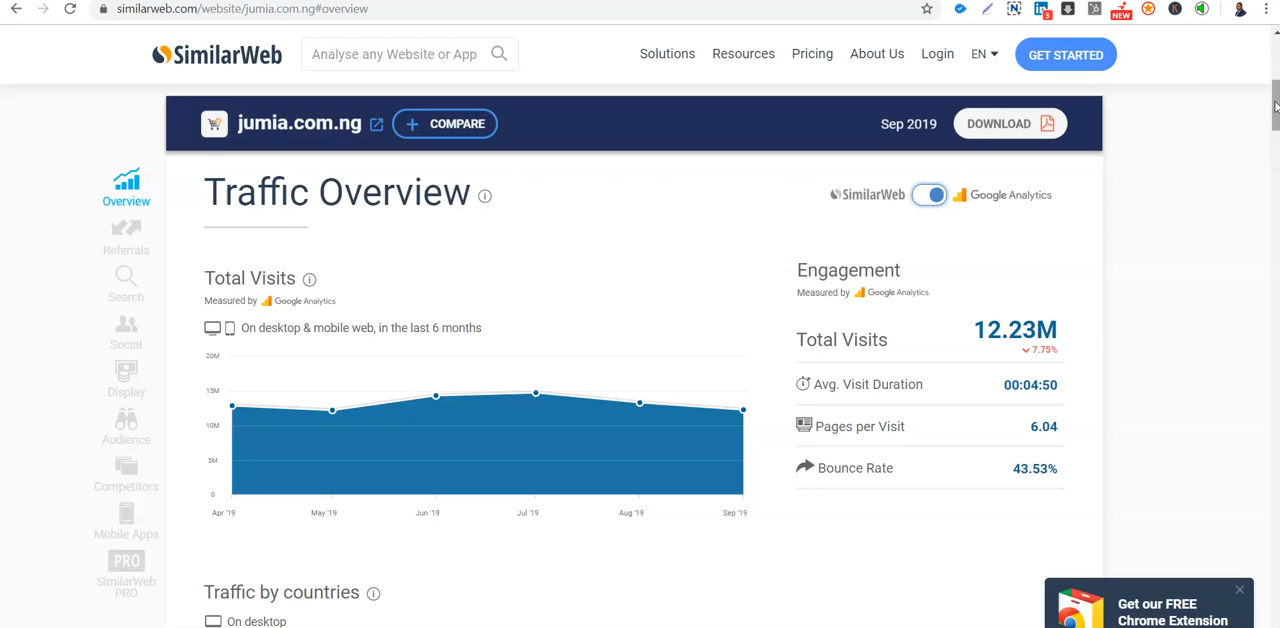 similarweb.com/website/jumia.com.ng#overview
3
NEW
K
SimilarWeb
Analyse any Website or App
Solutions
Resources
Pricing
About Us
Login
EN
GET STARTED
jumia.com.ng
+ COMPARE
Sep 2019
DOWNLOAD
Overview
Referrals
Search
Social
Display
Audience
Competitors
Mobile Apps
PRO
SimilarWeb
PRO
Traffic Overview
SimilarWeb
Google Analytics
Total Visits
Measured by Google Analytics
On desktop & mobile web, in the last 6 months
20M
15M
10M
5M
0
Apr '19
May '19
Jun '19
Jul '19
Aug '19
Sep '19
Engagement
Measured by Google Analytics
Total Visits
12.23M
7.75%
Avg. Visit Duration
00:04:50
Pages per Visit
6.04
Bounce Rate
43.53%
Traffic by countries
On desktop
Get our FREE
Chrome Extension